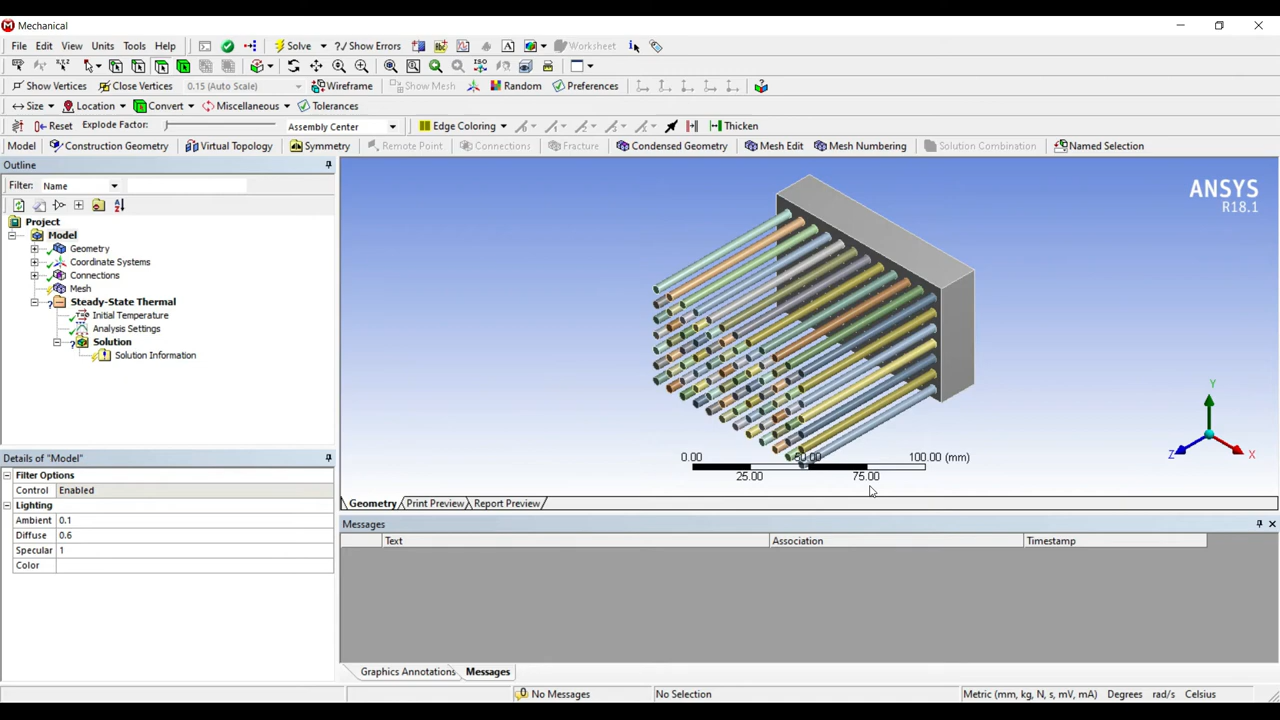 Mechanical
File Edit View Units Tools Help Solve Show Errors Worksheet
Show Vertices Close Vertices 0.15 (Auto Scale) Wireframe Show Mesh Random Preferences
Size Location Convert Miscellaneous Tolerances
Reset Explode Factor: Assembly Center Edge Coloring Thicken
Model Construction Geometry Virtual Topology Symmetry Remote Point Connections Fracture Condensed Geometry Mesh Edit Mesh Numbering Solution Combination Named Selection
Outline
Filter: Name
Project
Model
Geometry
Coordinate Systems
Connections
Mesh
Steady-State Thermal
Initial Temperature
Analysis Settings
Solution
Solution Information
ANSYS
R18.1
0.00 50.00 100.00 (mm)
25.00 75.00
Y
Z X
Geometry Print Preview Report Preview
Details of "Model"
Filter Options
Control Enabled
Lighting
Ambient 0.1
Diffuse 0.6
Specular 1
Color
Messages
Text Association Timestamp
Graphics Annotations Messages
No Messages No Selection Metric (mm, kg, N, s, mV, mA) Degrees rad/s Celsius